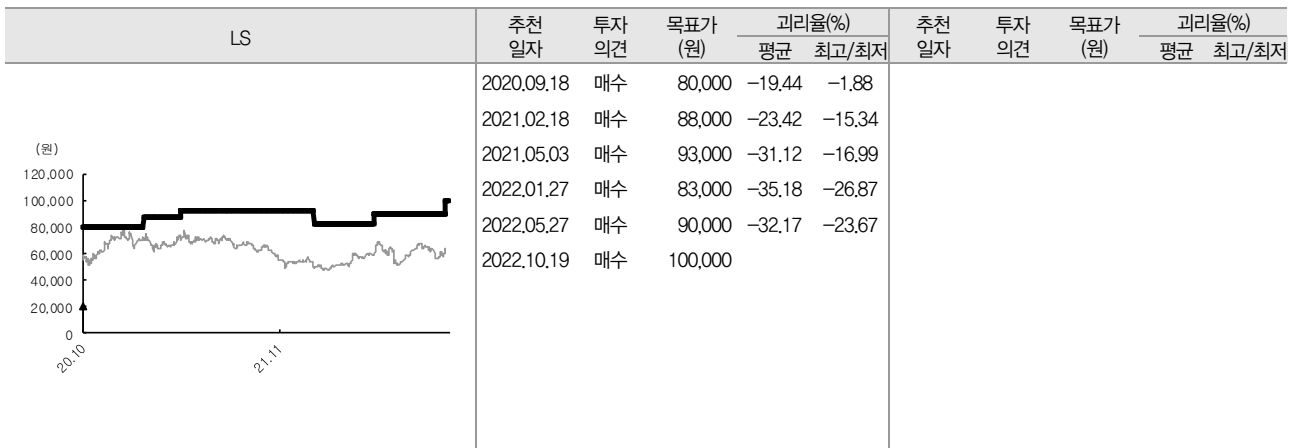 LS
추천 일자 투자 의견 목표가 (원) 괴리율(%) 평균 최고/최저 추천 일자 투자 의견 목표가 (원) 괴리율(%) 평균 최고/최저
2020.09.18 매수 80,000 -19.44 -1.88
2021.02.18 매수 88,000 -23.42 -15.34
2021.05.03 매수 93,000 -31.12 -16.99
2022.01.27 매수 83,000 -35.18 -26.87
2022.05.27 매수 90,000 -32.17 -23.67
2022.10.19 매수 100,000
(원)
120,000
100,000
80,000
60,000
40,000
20,000
0
20.10
21.11